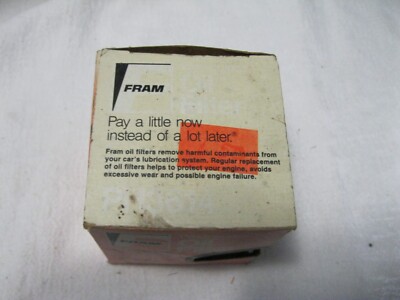 FRAM
Pay a little now
instead of a lot later.®
Fram oil filters remove harmful contaminants from
your car's lubrication system. Regular replacement
of oil filters helps to protect your engine, avoids
excessive wear and possible engine failure.
FRAM